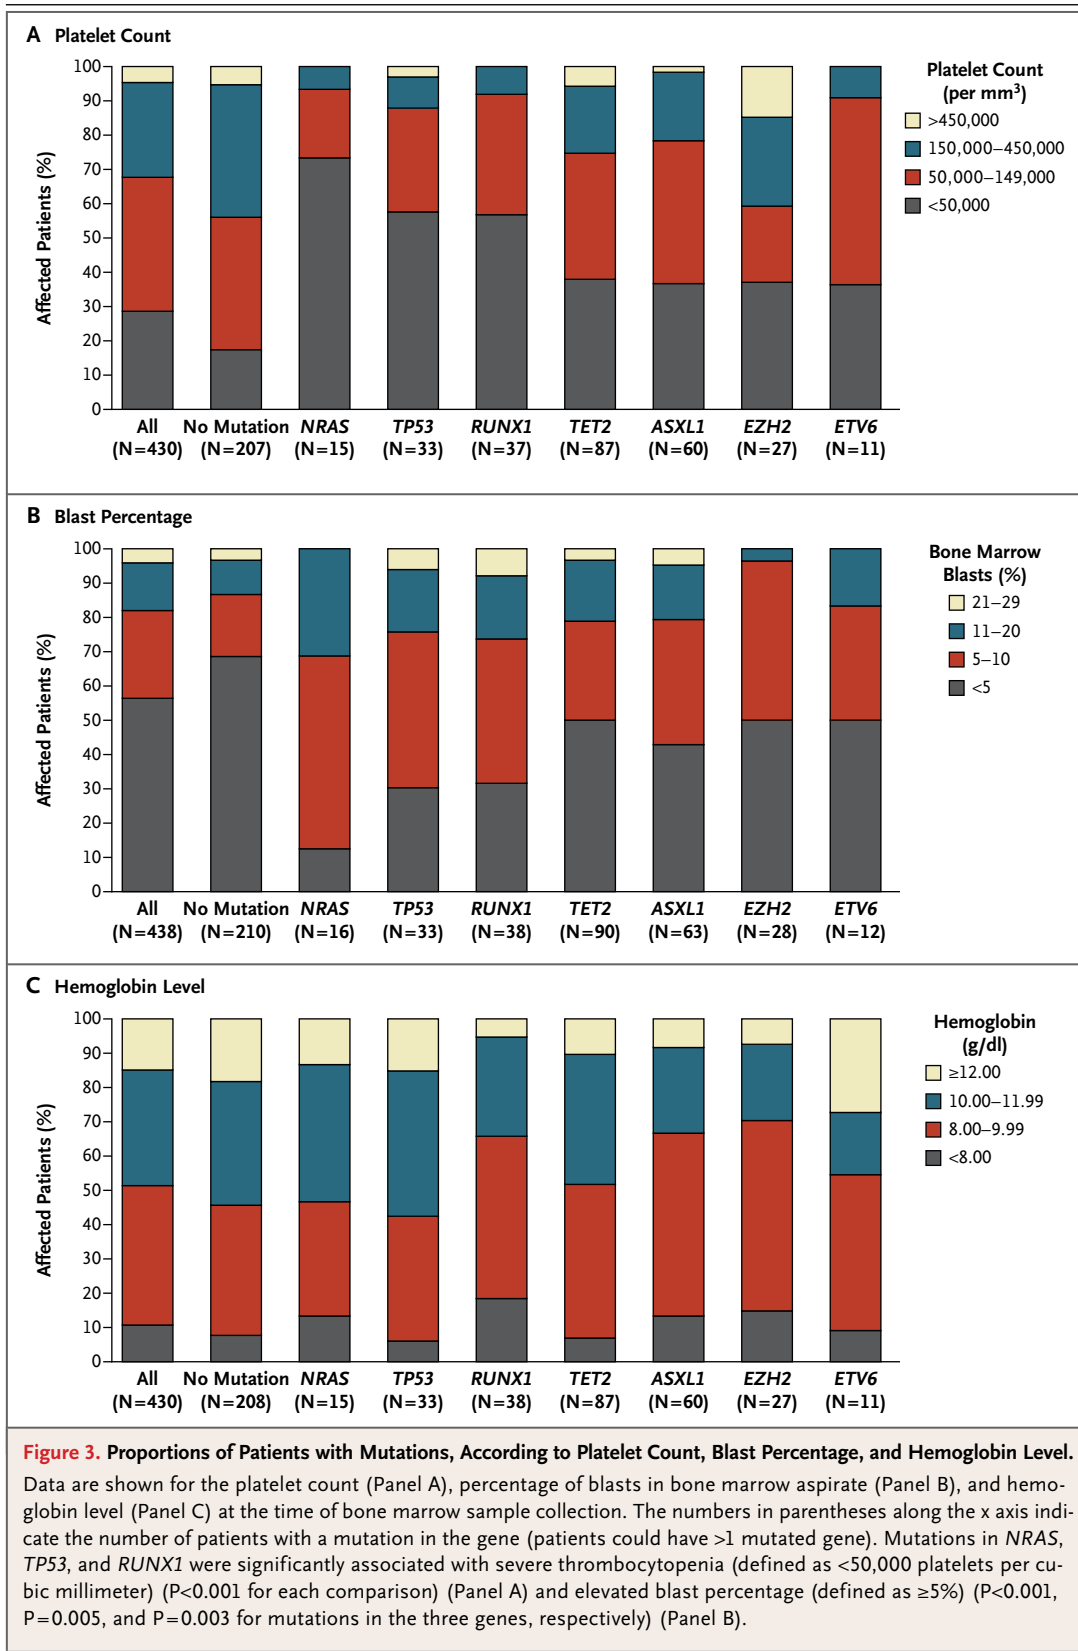 A Platelet Count
100
90
80
70
60
50
40
30
20
10
0
Affected Patients (%)
All
(N=430)
No Mutation
(N=207)
NRAS
(N=15)
TP53
(N=33)
RUNX1
(N=37)
TET2
(N=87)
ASXL1
(N=60)
EZH2
(N=27)
ETV6
(N=11)
Platelet Count
(per mm³)
>450,000
150,000–450,000
50,000–149,000
<50,000
B Blast Percentage
100
90
80
70
60
50
40
30
20
10
0
Affected Patients (%)
All
(N=438)
No Mutation
(N=210)
NRAS
(N=16)
TP53
(N=33)
RUNX1
(N=38)
TET2
(N=90)
ASXL1
(N=63)
EZH2
(N=28)
ETV6
(N=12)
Bone Marrow
Blasts (%)
21–29
11–20
5–10
<5
C Hemoglobin Level
100
90
80
70
60
50
40
30
20
10
0
Affected Patients (%)
All
(N=430)
No Mutation
(N=208)
NRAS
(N=15)
TP53
(N=33)
RUNX1
(N=38)
TET2
(N=87)
ASXL1
(N=60)
EZH2
(N=27)
ETV6
(N=11)
Hemoglobin
(g/dl)
≥12.00
10.00–11.99
8.00–9.99
<8.00
Figure 3. Proportions of Patients with Mutations, According to Platelet Count, Blast Percentage, and Hemoglobin Level.
Data are shown for the platelet count (Panel A), percentage of blasts in bone marrow aspirate (Panel B), and hemo-
globin level (Panel C) at the time of bone marrow sample collection. The numbers in parentheses along the x axis indi-
cate the number of patients with a mutation in the gene (patients could have >1 mutated gene). Mutations in NRAS,
TP53, and RUNX1 were significantly associated with severe thrombocytopenia (defined as <50,000 platelets per cu-
bic millimeter) (P<0.001 for each comparison) (Panel A) and elevated blast percentage (defined as ≥5%) (P<0.001,
P=0.005, and P=0.003 for mutations in the three genes, respectively) (Panel B).